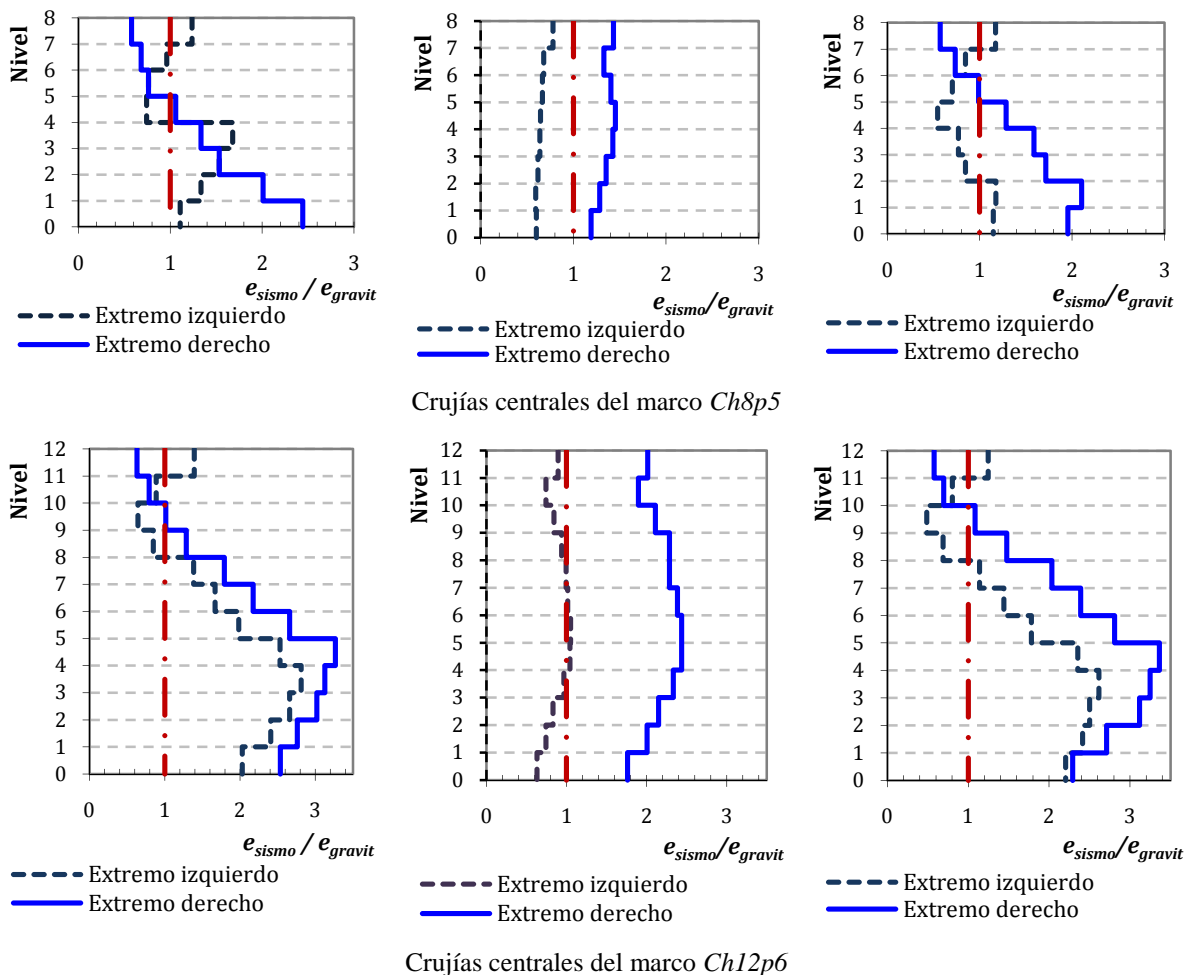 Nivel
8
7
6
5
4
3
2
1
0
0 1 2 3
e_sismo / e_gravit
Extremo izquierdo
Extremo derecho
Nivel
8
7
6
5
4
3
2
1
0
0 1 2 3
e_sismo/e_gravit
Extremo izquierdo
Extremo derecho
Nivel
8
7
6
5
4
3
2
1
0
0 1 2 3
e_sismo/e_gravit
Extremo izquierdo
Extremo derecho
Crujías centrales del marco Ch8p5
Nivel
12
11
10
9
8
7
6
5
4
3
2
1
0
0 1 2 3
e_sismo / e_gravit
Extremo izquierdo
Extremo derecho
Nivel
12
11
10
9
8
7
6
5
4
3
2
1
0
0 1 2 3
e_sismo/e_gravit
Extremo izquierdo
Extremo derecho
Nivel
12
11
10
9
8
7
6
5
4
3
2
1
0
0 1 2 3
e_sismo/e_gravit
Extremo izquierdo
Extremo derecho
Crujías centrales del marco Ch12p6